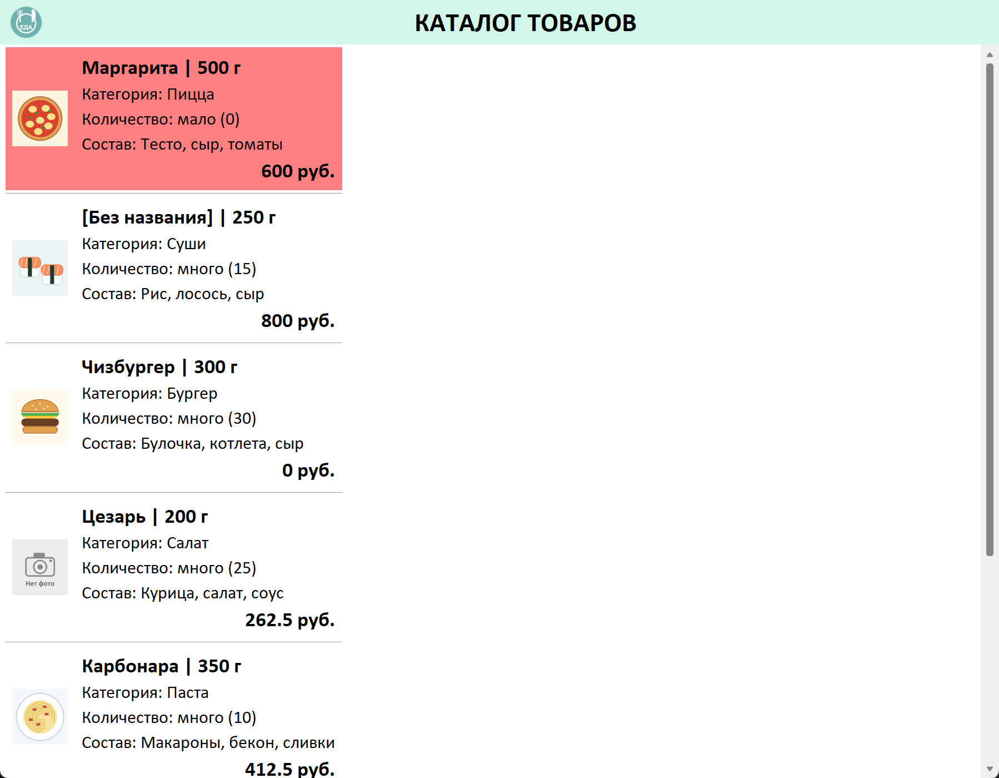 ЕДА
КАТАЛОГ ТОВАРОВ
Маргарита | 500 г
Категория: Пицца
Количество: мало (0)
Состав: Тесто, сыр, томаты
600 руб.
[Без названия] | 250 г
Категория: Суши
Количество: много (15)
Состав: Рис, лосось, сыр
800 руб.
Чизбургер | 300 г
Категория: Бургер
Количество: много (30)
Состав: Булочка, котлета, сыр
0 руб.
Цезарь | 200 г
Категория: Салат
Количество: много (25)
Нет фото
Состав: Курица, салат, соус
262.5 руб.
Карбонара | 350 г
Категория: Паста
Количество: много (10)
Состав: Макароны, бекон, сливки
412.5 руб.